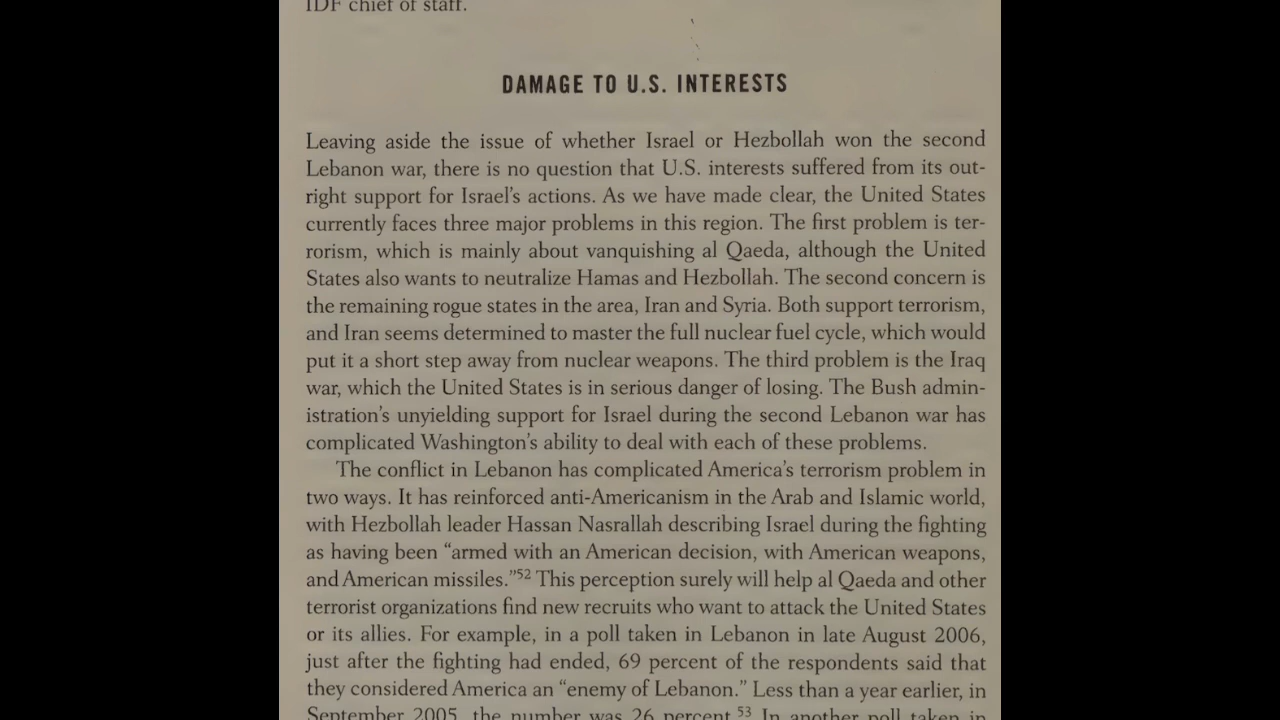 IDF chief of staff.
DAMAGE TO U.S. INTERESTS
Leaving aside the issue of whether Israel or Hezbollah won the second
Lebanon war, there is no question that U.S. interests suffered from its out-
right support for Israel's actions. As we have made clear, the United States
currently faces three major problems in this region. The first problem is ter-
rorism, which is mainly about vanquishing al Qaeda, although the United
States also wants to neutralize Hamas and Hezbollah. The second concern is
the remaining rogue states in the area, Iran and Syria. Both support terrorism,
and Iran seems determined to master the full nuclear fuel cycle, which would
put it a short step away from nuclear weapons. The third problem is the Iraq
war, which the United States is in serious danger of losing. The Bush admin-
istration's unyielding support for Israel during the second Lebanon war has
complicated Washington's ability to deal with each of these problems.
The conflict in Lebanon has complicated America's terrorism problem in
two ways. It has reinforced anti-Americanism in the Arab and Islamic world,
with Hezbollah leader Hassan Nasrallah describing Israel during the fighting
as having been “armed with an American decision, with American weapons,
and American missiles.”52 This perception surely will help al Qaeda and other
terrorist organizations find new recruits who want to attack the United States
or its allies. For example, in a poll taken in Lebanon in late August 2006,
just after the fighting had ended, 69 percent of the respondents said that
they considered America an “enemy of Lebanon.” Less than a year earlier, in
September 2005, the number was 26 percent.53 In another poll taken in